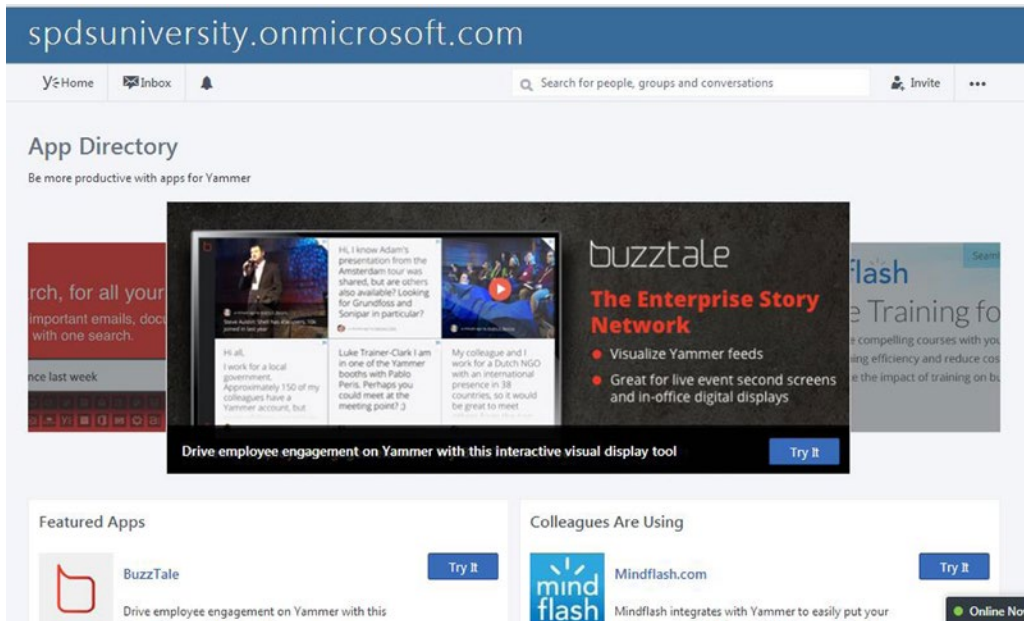 spdsuniversity.onmicrosoft.com
Home
Inbox
Search for people, groups and conversations
Invite
App Directory
Be more productive with apps for Yammer
rch, for all your
important emails, docu
with one search.
nce last week
Hi, I know Adam's
presentation from the
Amsterdam tour was
shared, but are others
also available? Looking
for Grundfoss and
Sonipar in particular?
joined in last year
Hi all,
I work for a local
government.
Approximately 150 of my
colleagues have a
Yammer account, but
Luke Trainer-Clark I am
in one of the Yammer
booths with Pablo
Peris. Perhaps you
could meet at the
meeting point? ;)
My colleague and I
work for a Dutch NGO
with an international
presence in 38
countries, so it would
be great to meet
buzztale
The Enterprise Story
Network
Visualize Yammer feeds
Great for live event second screens
and in-office digital displays
Drive employee engagement on Yammer with this interactive visual display tool
Try It
flash
e Training fo
compelling courses with you
ing efficiency and reduce cos
e the impact of training on bu
Featured Apps
BuzzTale
Try It
Drive employee engagement on Yammer with this
Colleagues Are Using
mind
flash
Mindflash.com
Try It
Mindflash integrates with Yammer to easily put your
Online Now